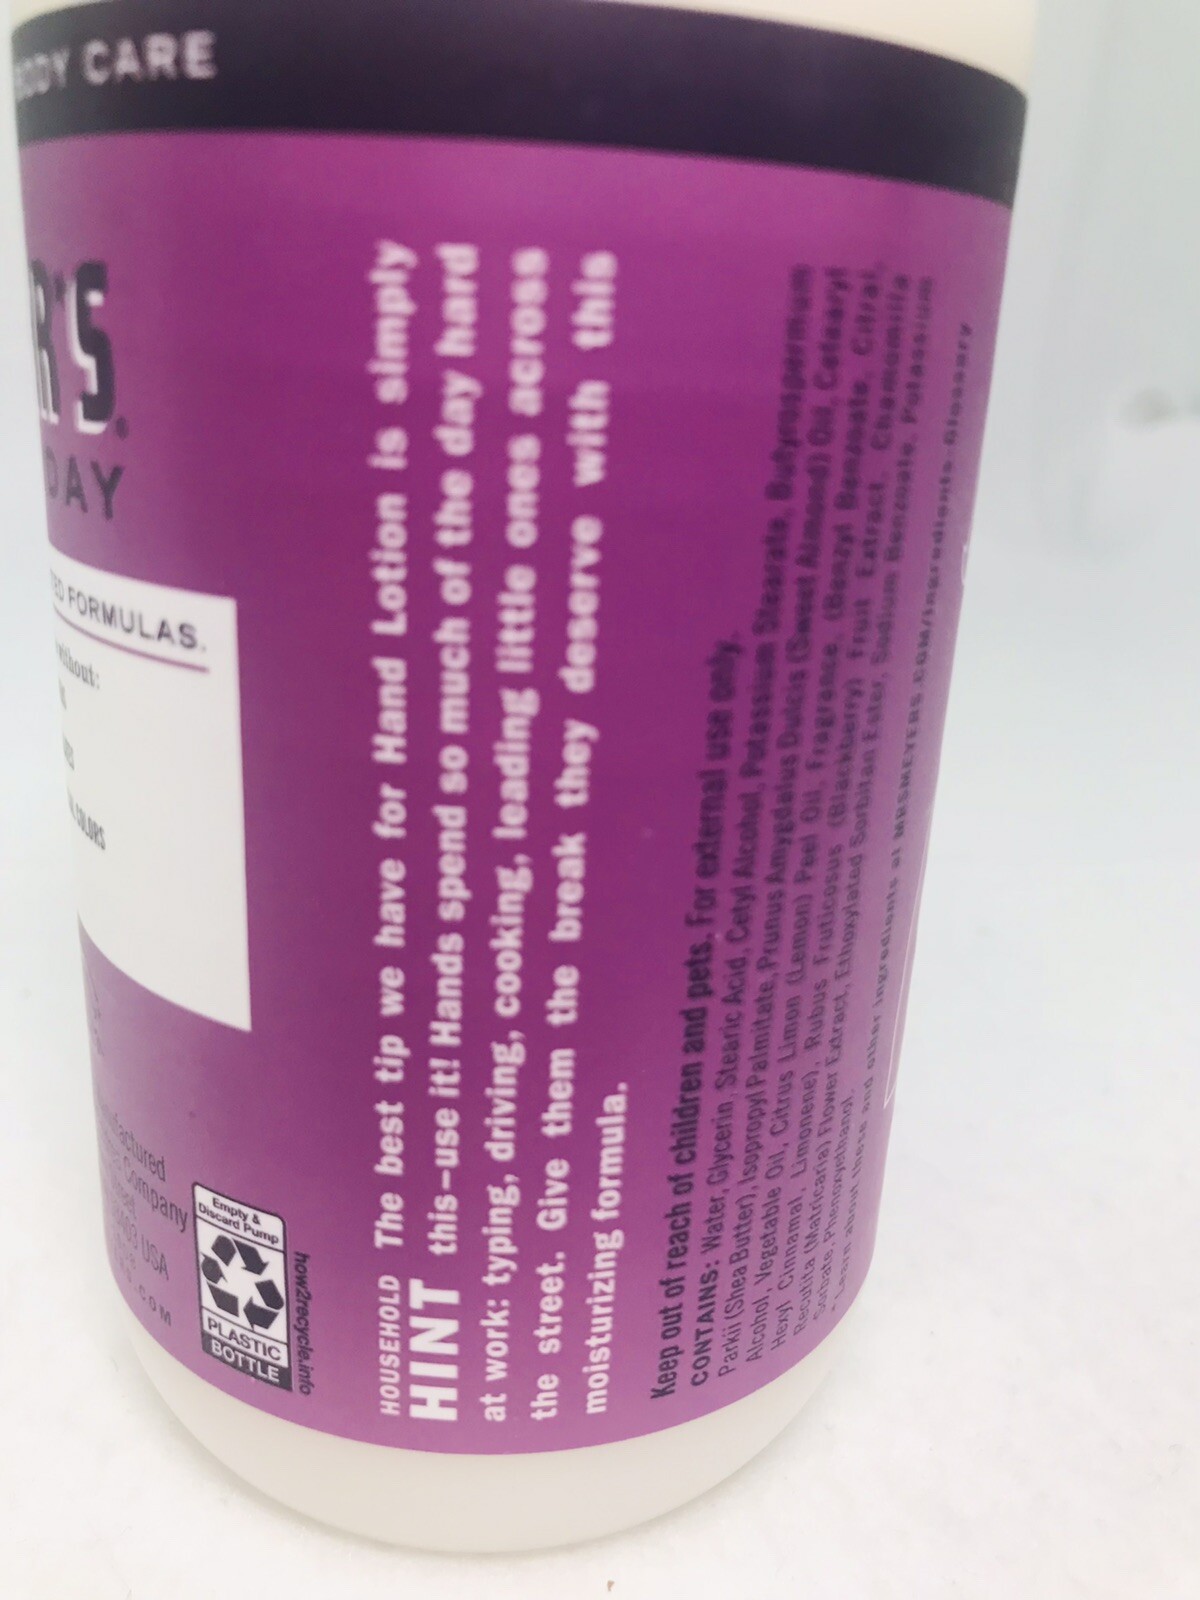 BODY CARE
R'S.
DAY
ED FORMULAS.
without:
COLORS
Company
USA
Empty &
Discard Pump
PLASTIC
BOTTLE
how2recycle.info
HOUSEHOLD
HINT
The best tip we have for Hand Lotion is simply
this-use it! Hands spend so much of the day hard
at work: typing, driving, cooking, leading little ones across
the street. Give them the break they deserve with this
moisturizing formula.
Keep out of reach of children and pets. For external use only.
CONTAINS: Water, Glycerin, Stearic Acid, Cetyl Alcohol, Potassium Stearate, Butyrospermum
Parkii (Shea Butter), Isopropyl Palmitate, Prunus Amygdalus Dulcis (Sweet Almond) Oil, Cetearyl
Alcohol, Vegetable Oil, Citrus Limon (Lemon) Peel Oil, Fragrance (Benzyl Benzoate, Citral,
Hexyl Cinnamal, Limonene), Rubus Fruticosus (Blackberry) Fruit Extract, Chamomilla
Recutita (Matricaria) Flower Extract, Ethoxylated Sorbitan Ester, Sodium Benzoate, Potassium
Sorbate, Phenoxyethanol.
* Learn about these and other ingredients at MRSMEYERS.COM/Ingredients-Glossary